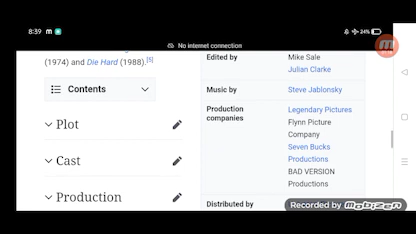 8:39 m
24%
No internet connection
(1974) and Die Hard (1988).[5]
Contents
Plot
Cast
Production
Edited by Mike Sale
Julian Clarke
Music by Steve Jablonsky
Production Legendary Pictures
companies Flynn Picture
Company
Seven Bucks
Productions
BAD VERSION
Productions
Distributed by
Recorded by mobizen